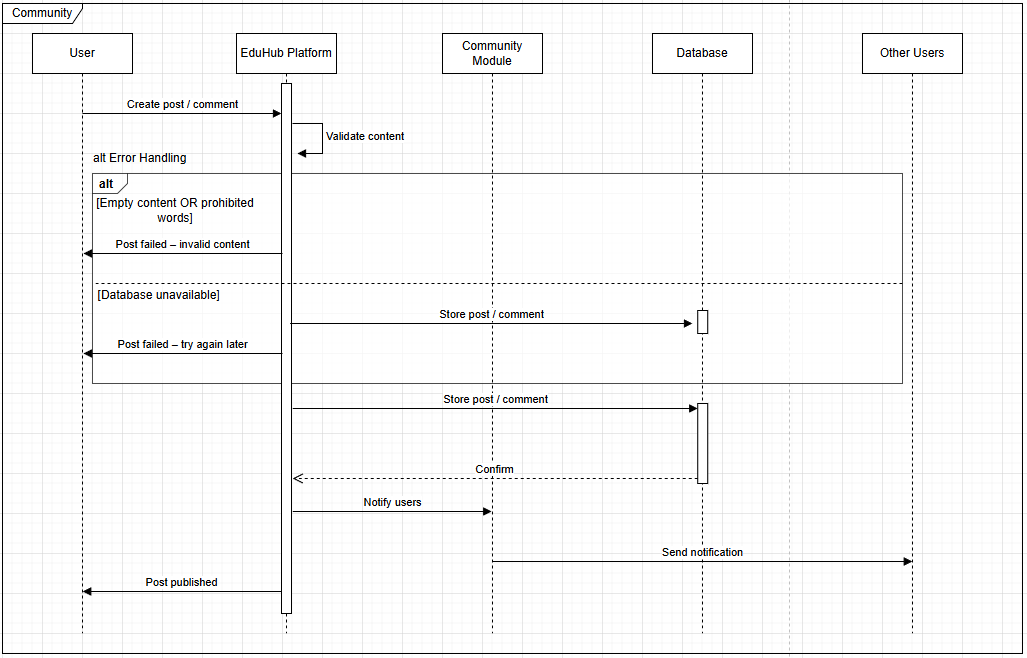 Community
User
EduHub Platform
Community
Module
Database
Other Users
Create post / comment
Validate content
alt Error Handling
alt
[Empty content OR prohibited
words]
Post failed – invalid content
[Database unavailable]
Store post / comment
Post failed – try again later
Store post / comment
Confirm
Notify users
Send notification
Post published